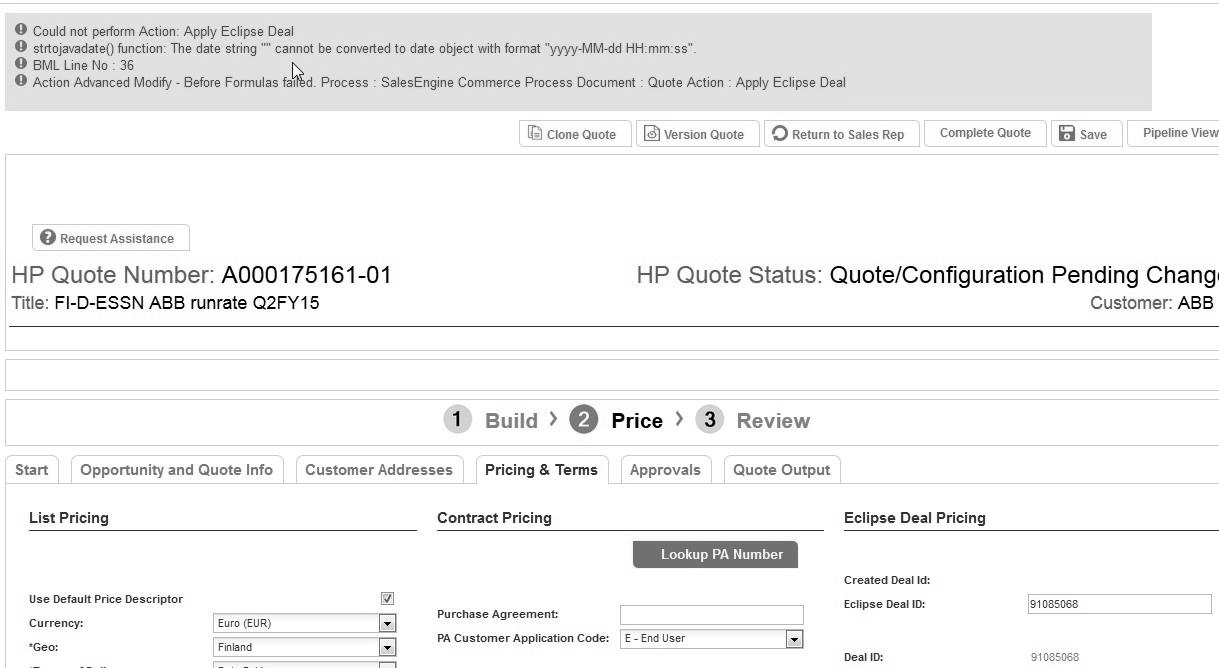 Could not perform Action: Apply Eclipse Deal
strtojavadate() function: The date string "" cannot be converted to date object with format "yyyy-MM-dd HH:mm:ss".
BML Line No : 36
Action Advanced Modify - Before Formulas failed. Process : SalesEngine Commerce Process Document : Quote Action : Apply Eclipse Deal
Clone Quote Version Quote Return to Sales Rep Complete Quote Save Pipeline View
Request Assistance
HP Quote Number: A000175161-01 HP Quote Status: Quote/Configuration Pending Change
Title: FI-D-ESSN ABB runrate Q2FY15 Customer: ABB
1 Build > 2 Price > 3 Review
Start Opportunity and Quote Info Customer Addresses Pricing & Terms Approvals Quote Output
List Pricing Contract Pricing Eclipse Deal Pricing
Lookup PA Number
Created Deal Id:
Use Default Price Descriptor Eclipse Deal ID: 91085068
Currency: Euro (EUR) Purchase Agreement:
*Geo: Finland PA Customer Application Code: E - End User
Deal ID: 91085068